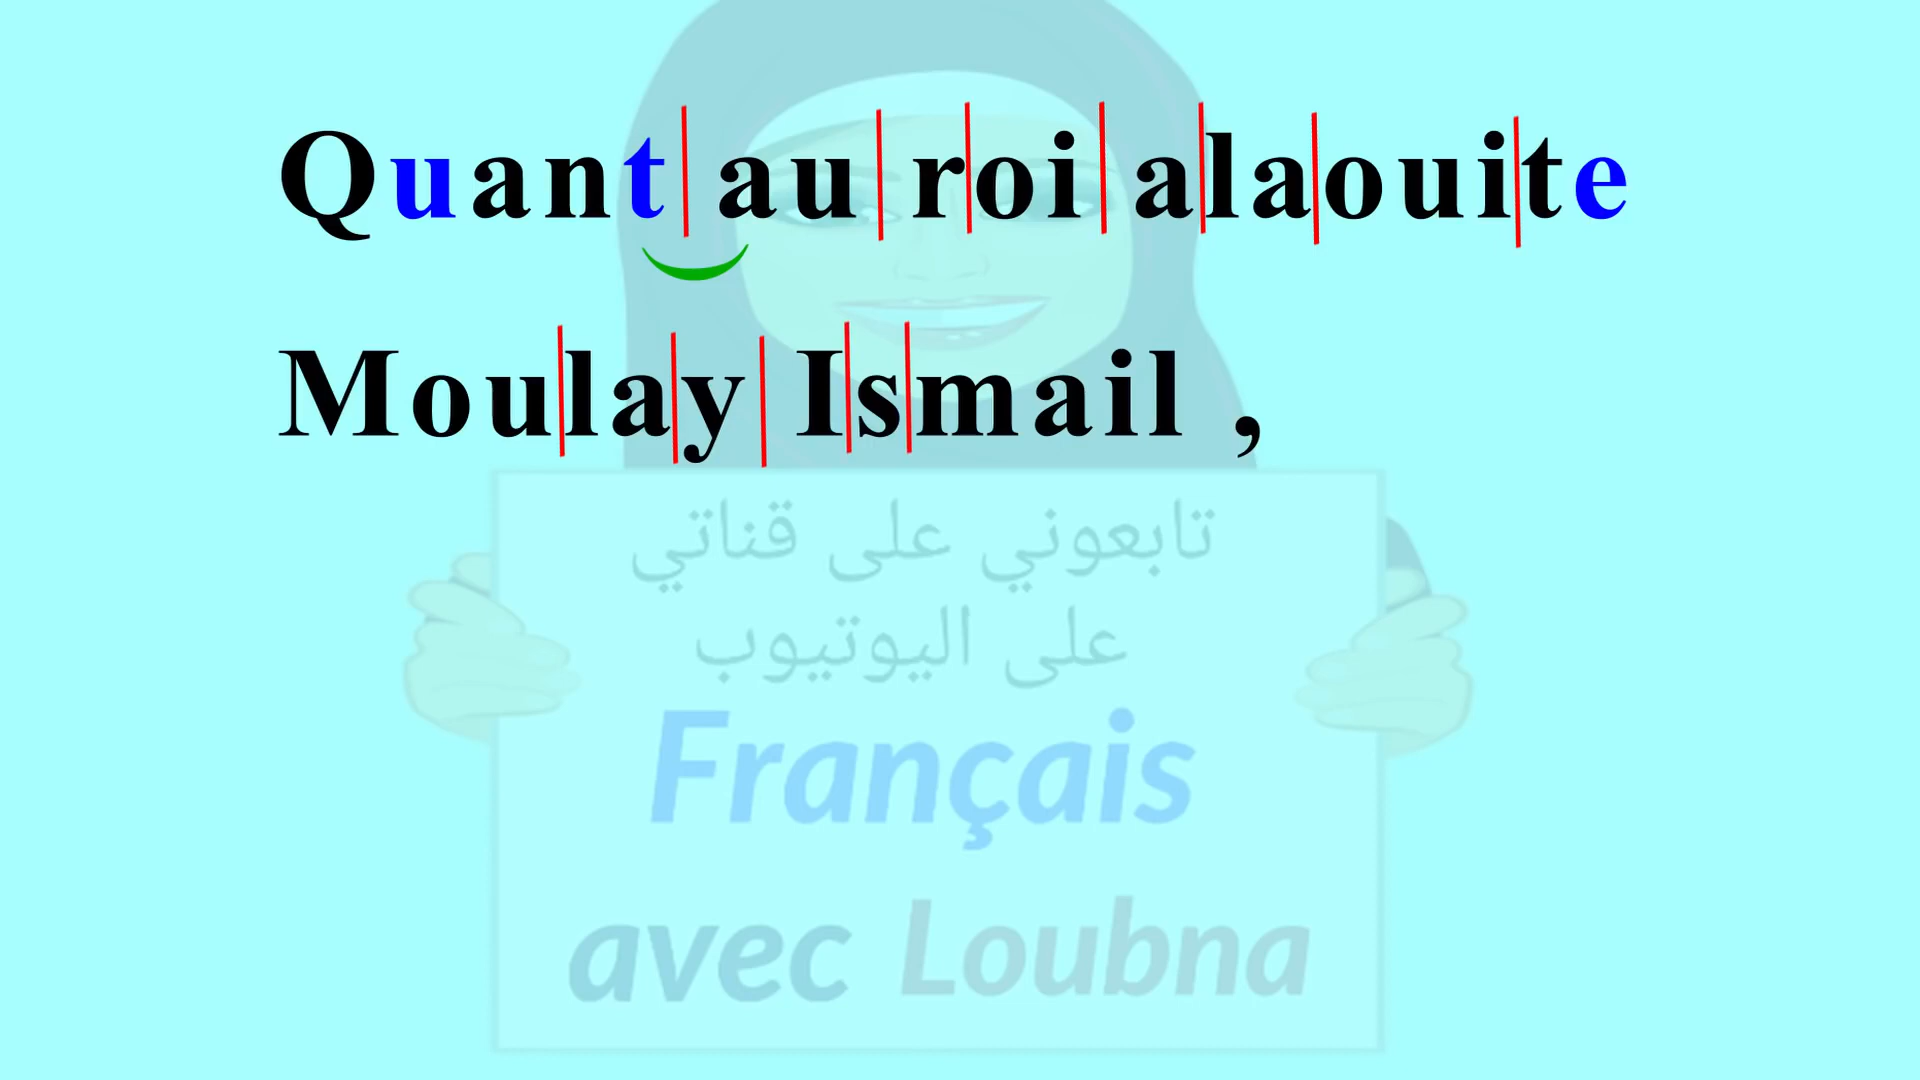 Quant au roi alaouite
Moulay Ismail ,
تابعوني على قناتي
على اليوتيوب
Français
avec Loubna